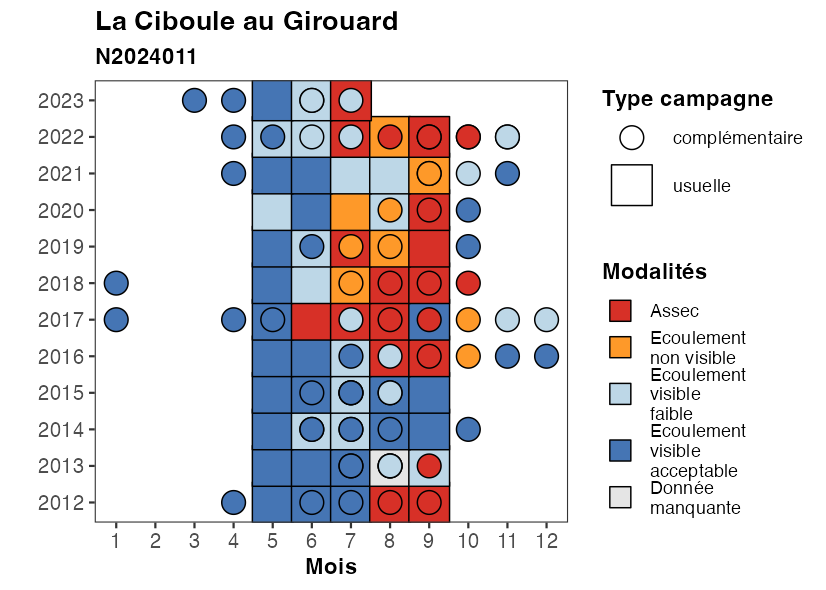 La Ciboule au Girouard
N2024011
2023
2022
2021
2020
2019
2018
2017
2016
2015
2014
2013
2012
1 2 3 4 5 6 7 8 9 10 11 12
Mois
Type campagne
complémentaire
usuelle
Modalités
Assec
Ecoulement
non visible
Ecoulement
visible
faible
Ecoulement
visible
acceptable
Donnée
manquante